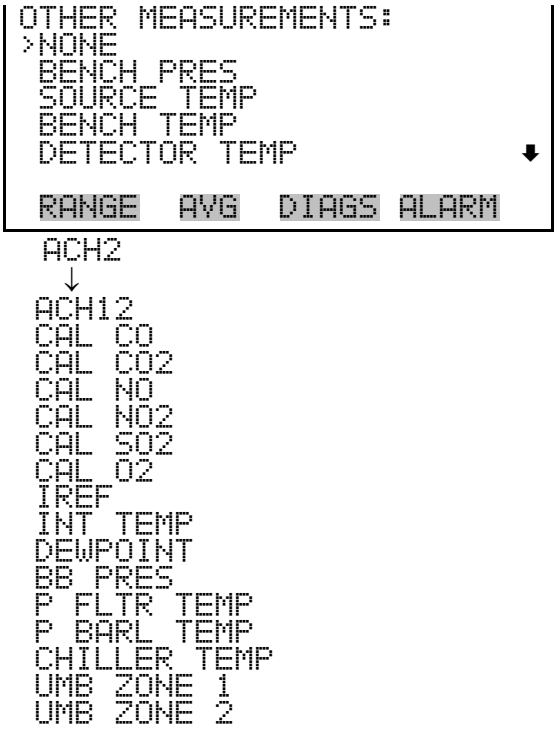 OTHER MEASUREMENTS:
>NONE
BENCH PRES
SOURCE TEMP
BENCH TEMP
DETECTOR TEMP ⬇
RANGE AVG DIAGS ALARM
ACH2
↓
ACH12
CAL CO
CAL CO2
CAL NO
CAL NO2
CAL SO2
CAL O2
IREF
INT TEMP
DEWPOINT
BB PRES
P FLTR TEMP
P BARL TEMP
CHILLER TEMP
UMB ZONE 1
UMB ZONE 2